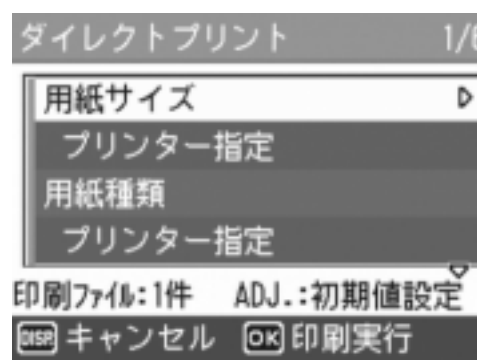 ダイレクトプリント 1/6
用紙サイズ
プリンター指定
用紙種類
プリンター指定
印刷ファイル:1件 ADJ.:初期値設定
DISP. キャンセル OK 印刷実行